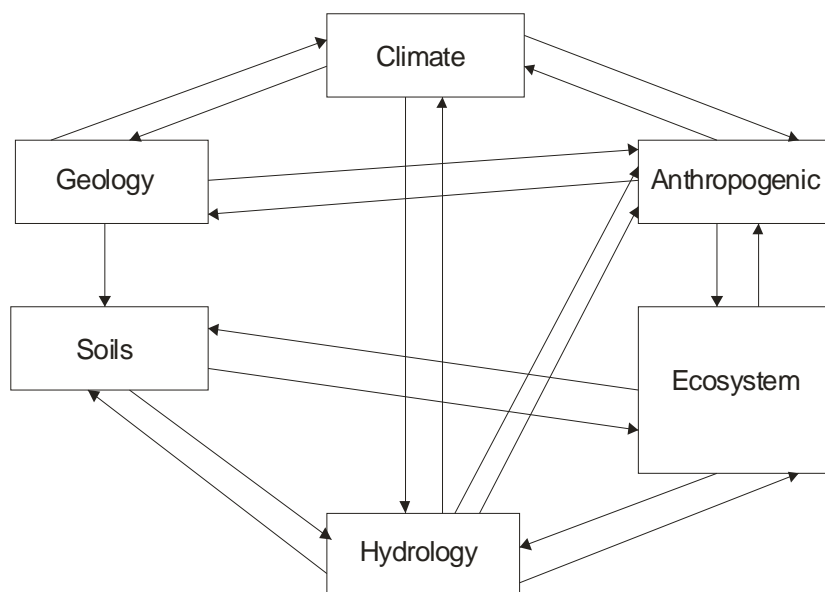 Climate
Geology
Anthropogenic
Soils
Ecosystem
Hydrology